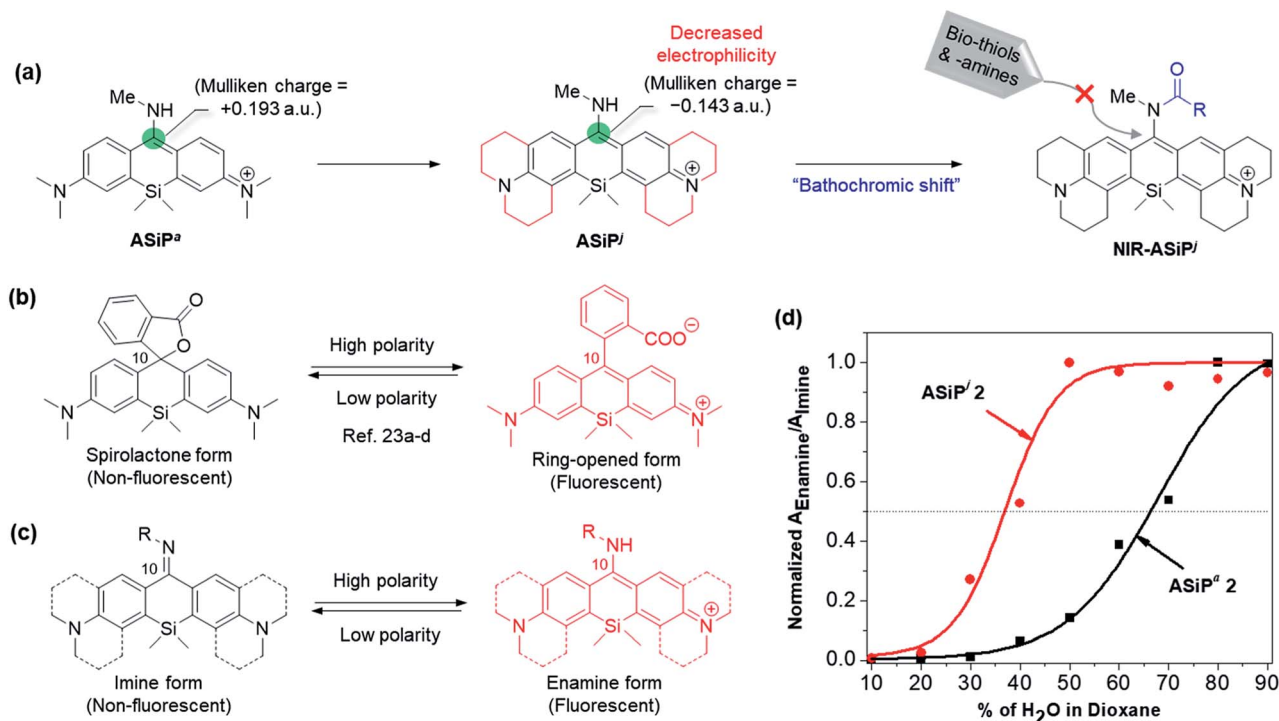 (a)
Me
NH
(Mulliken charge =
+0.193 a.u.)
N
Si
N
+
ASiPᵃ
Decreased
electrophilicity
Me
NH
(Mulliken charge =
−0.143 a.u.)
N
Si
N
+
ASiPʲ
"Bathochromic shift"
Bio-thiols
& -amines
O
Me
N
R
N
Si
N
+
NIR-ASiPʲ
(b)
O
O
10
N
Si
N
Spirolactone form
(Non-fluorescent)
High polarity
Low polarity
Ref. 23a-d
COO⊖
10
N
Si
N
+
Ring-opened form
(Fluorescent)
(c)
R
N
10
N
Si
N
Imine form
(Non-fluorescent)
High polarity
Low polarity
R
NH
10
N
Si
N
+
Enamine form
(Fluorescent)
(d)
Normalized A_Enamine/A_Imine
1.0
0.8
0.6
0.4
0.2
0.0
ASiPʲ 2
ASiPᵃ 2
10 20 30 40 50 60 70 80 90
% of H₂O in Dioxane